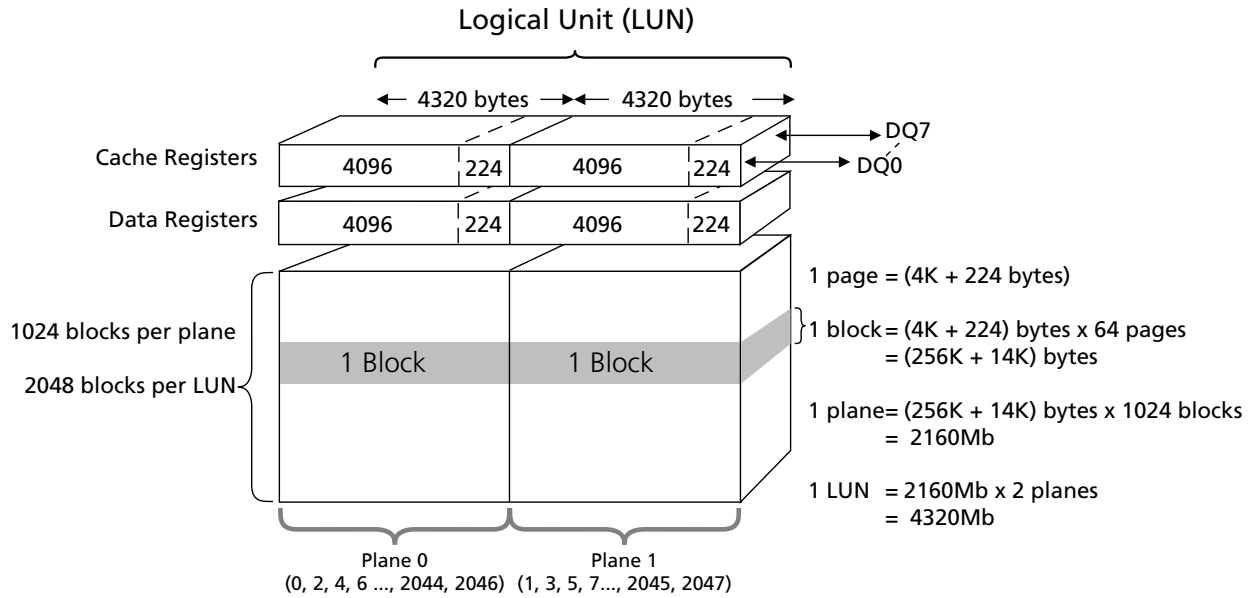 Logical Unit (LUN)
4320 bytes
4320 bytes
DQ7
DQ0
Cache Registers
4096
224
4096
224
Data Registers
4096
224
4096
224
1 page = (4K + 224 bytes)
1024 blocks per plane
2048 blocks per LUN
1 Block
1 Block
1 block = (4K + 224) bytes x 64 pages
= (256K + 14K) bytes
1 plane = (256K + 14K) bytes x 1024 blocks
= 2160Mb
1 LUN = 2160Mb x 2 planes
= 4320Mb
Plane 0
(0, 2, 4, 6 ..., 2044, 2046)
Plane 1
(1, 3, 5, 7..., 2045, 2047)